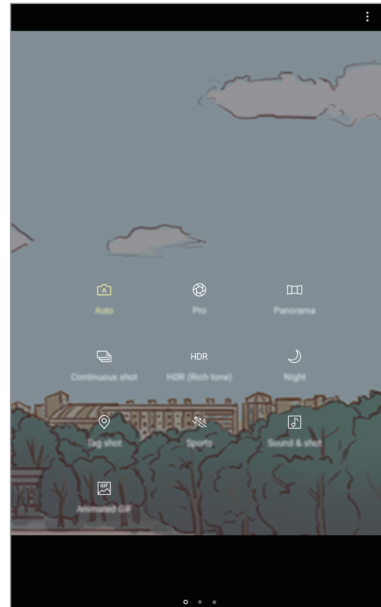 A
Auto
Pro
Panorama
HDR
Continuous shot
HDR (Rich tone)
Night
Tag shot
Sports
Sound & shot
GIF
Animated GIF